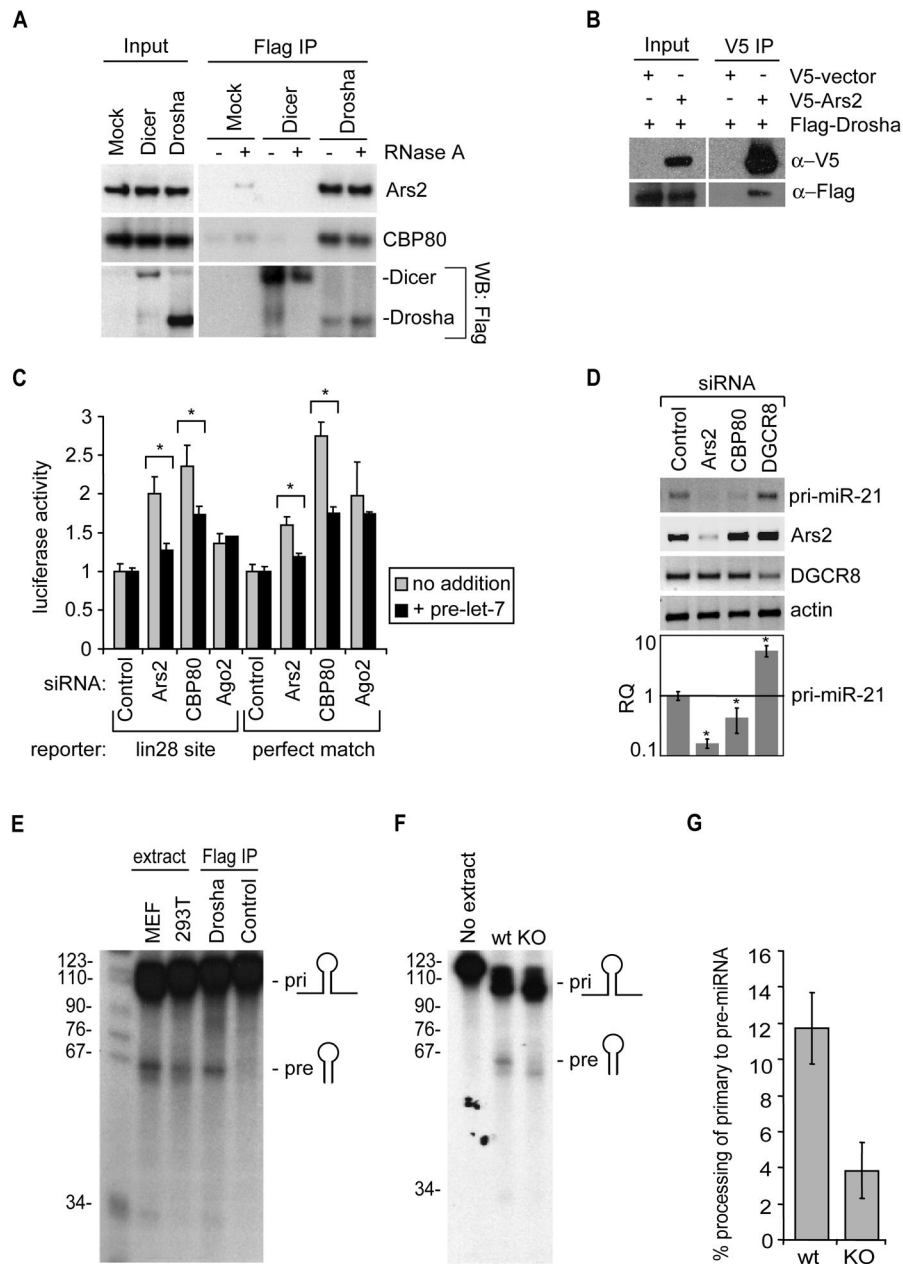 A
Input
Flag IP
Mock
Dicer
Drosha
Mock
Dicer
Drosha
- + - + - + RNase A
Ars2
CBP80
-Dicer
-Drosha
WB: Flag
B
Input
V5 IP
+ - + - V5-vector
- + - + V5-Ars2
+ + + + Flag-Drosha
α–V5
α–Flag
C
luciferase activity
3
2.5
2
1.5
1
0.5
0
* * * *
no addition
+ pre-let-7
siRNA:
Control
Ars2
CBP80
Ago2
Control
Ars2
CBP80
Ago2
reporter: lin28 site perfect match
D
siRNA
Control
Ars2
CBP80
DGCR8
pri-miR-21
Ars2
DGCR8
actin
RQ
10
1
0.1
* * *
pri-miR-21
E
extract
Flag IP
MEF
293T
Drosha
Control
123-
110-
90-
76-
67-
34-
- pri
- pre
F
No extract
wt KO
123-
110-
90-
76-
67-
34-
- pri
- pre
G
% processing of primary to pre-miRNA
16
14
12
10
8
6
4
2
0
wt KO